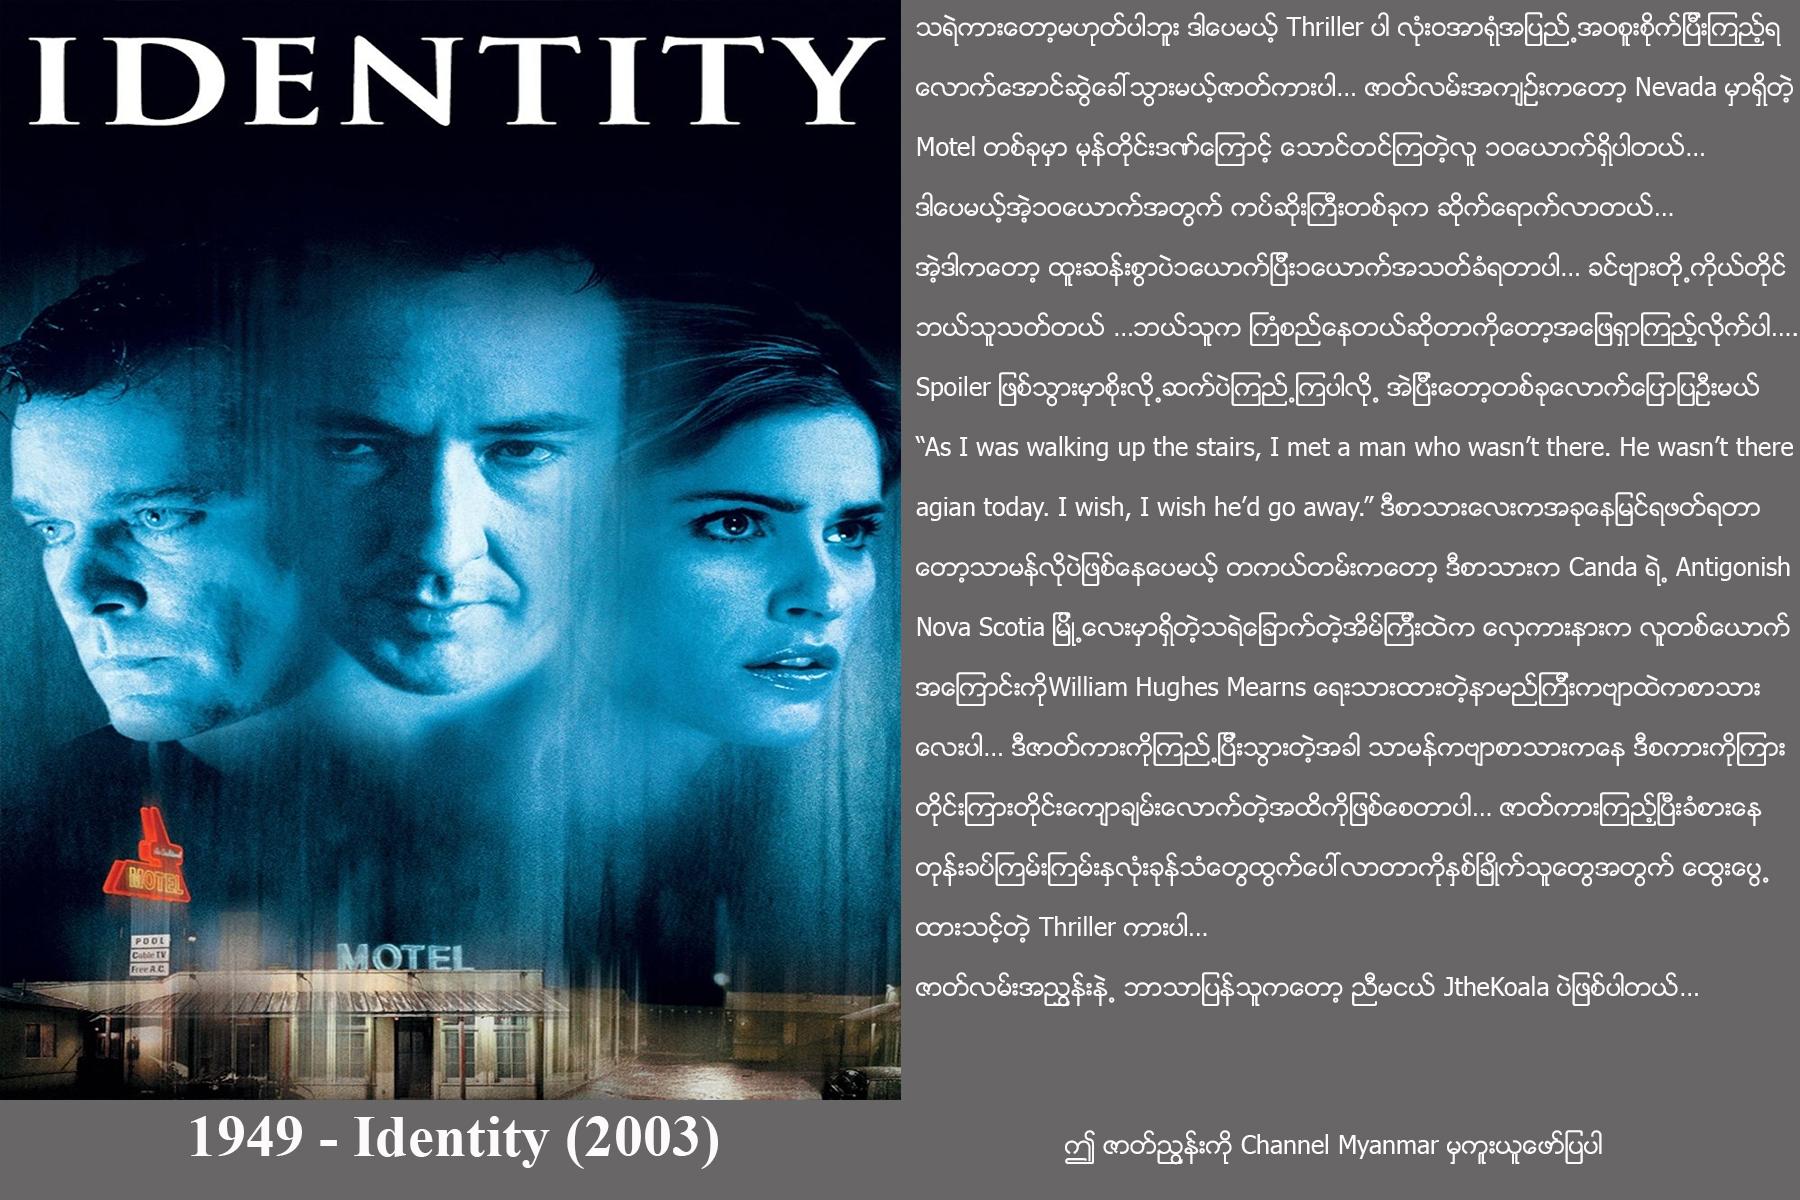 IDENTITY
MOTEL
POOL
Cable TV
Free A.C.
MOTEL
1949 - Identity (2003)
သရဲကားတော့မဟုတ်ပါဘူး ဒါပေမယ့် Thriller ပါ လုံးဝအာရုံအပြည့်အဝစူးစိုက်ပြီးကြည့်ရ
လောက်အောင်ဆွဲခေါ်သွားမယ့်ဇာတ်ကားပါ... ဇာတ်လမ်းအကျဉ်းကတော့ Nevada မှာရှိတဲ့
Motel တစ်ခုမှာ မုန်တိုင်းဒဏ်ကြောင့် သောင်တင်ကြတဲ့လူ ၁၀ယောက်ရှိပါတယ်...
ဒါပေမယ့်အဲ့၁၀ယောက်အတွက် ကပ်ဆိုးကြီးတစ်ခုက ဆိုက်ရောက်လာတယ်...
အဲ့ဒါကတော့ ထူးဆန်းစွာပဲ၁ယောက်ပြီး၁ယောက်အသတ်ခံရတာပါ... ခင်ဗျားတို့ကိုယ်တိုင်
ဘယ်သူသတ်တယ် ...ဘယ်သူက ကြံစည်နေတယ်ဆိုတာကိုတော့အဖြေရှာကြည့်လိုက်ပါ....
Spoiler ဖြစ်သွားမှာစိုးလို့ဆက်ပဲကြည့်ကြပါလို့ အဲပြီးတော့တစ်ခုလောက်ပြောပြဦးမယ်
“As I was walking up the stairs, I met a man who wasn’t there. He wasn’t there
agian today. I wish, I wish he’d go away.” ဒီစာသားလေးကအခုနေမြင်ရဖတ်ရတာ
တော့သာမန်လိုပဲဖြစ်နေပေမယ့် တကယ်တမ်းကတော့ ဒီစာသားက Canda ရဲ့ Antigonish
Nova Scotia မြို့လေးမှာရှိတဲ့သရဲခြောက်တဲ့အိမ်ကြီးထဲက လှေကားနားက လူတစ်ယောက်
အကြောင်းကိုWilliam Hughes Mearns ရေးသားထားတဲ့နာမည်ကြီးကဗျာထဲကစာသား
လေးပါ... ဒီဇာတ်ကားကိုကြည့်ပြီးသွားတဲ့အခါ သာမန်ကဗျာစာသားကနေ ဒီစကားကိုကြား
တိုင်းကြားတိုင်းကျောချမ်းလောက်တဲ့အထိကိုဖြစ်စေတာပါ... ဇာတ်ကားကြည့်ပြီးခံစားနေ
တုန်းခပ်ကြမ်းကြမ်းနှလုံးခုန်သံတွေထွက်ပေါ်လာတာကိုနှစ်ခြိုက်သူတွေအတွက် ထွေးပွေ့
ထားသင့်တဲ့ Thriller ကားပါ...
ဇာတ်လမ်းအညွှန်းနဲ့ ဘာသာပြန်သူကတော့ ညီမငယ် JtheKoala ပဲဖြစ်ပါတယ်...
ဤ ဇာတ်ညွှန်းကို Channel Myanmar မှကူးယူဖော်ပြပါ